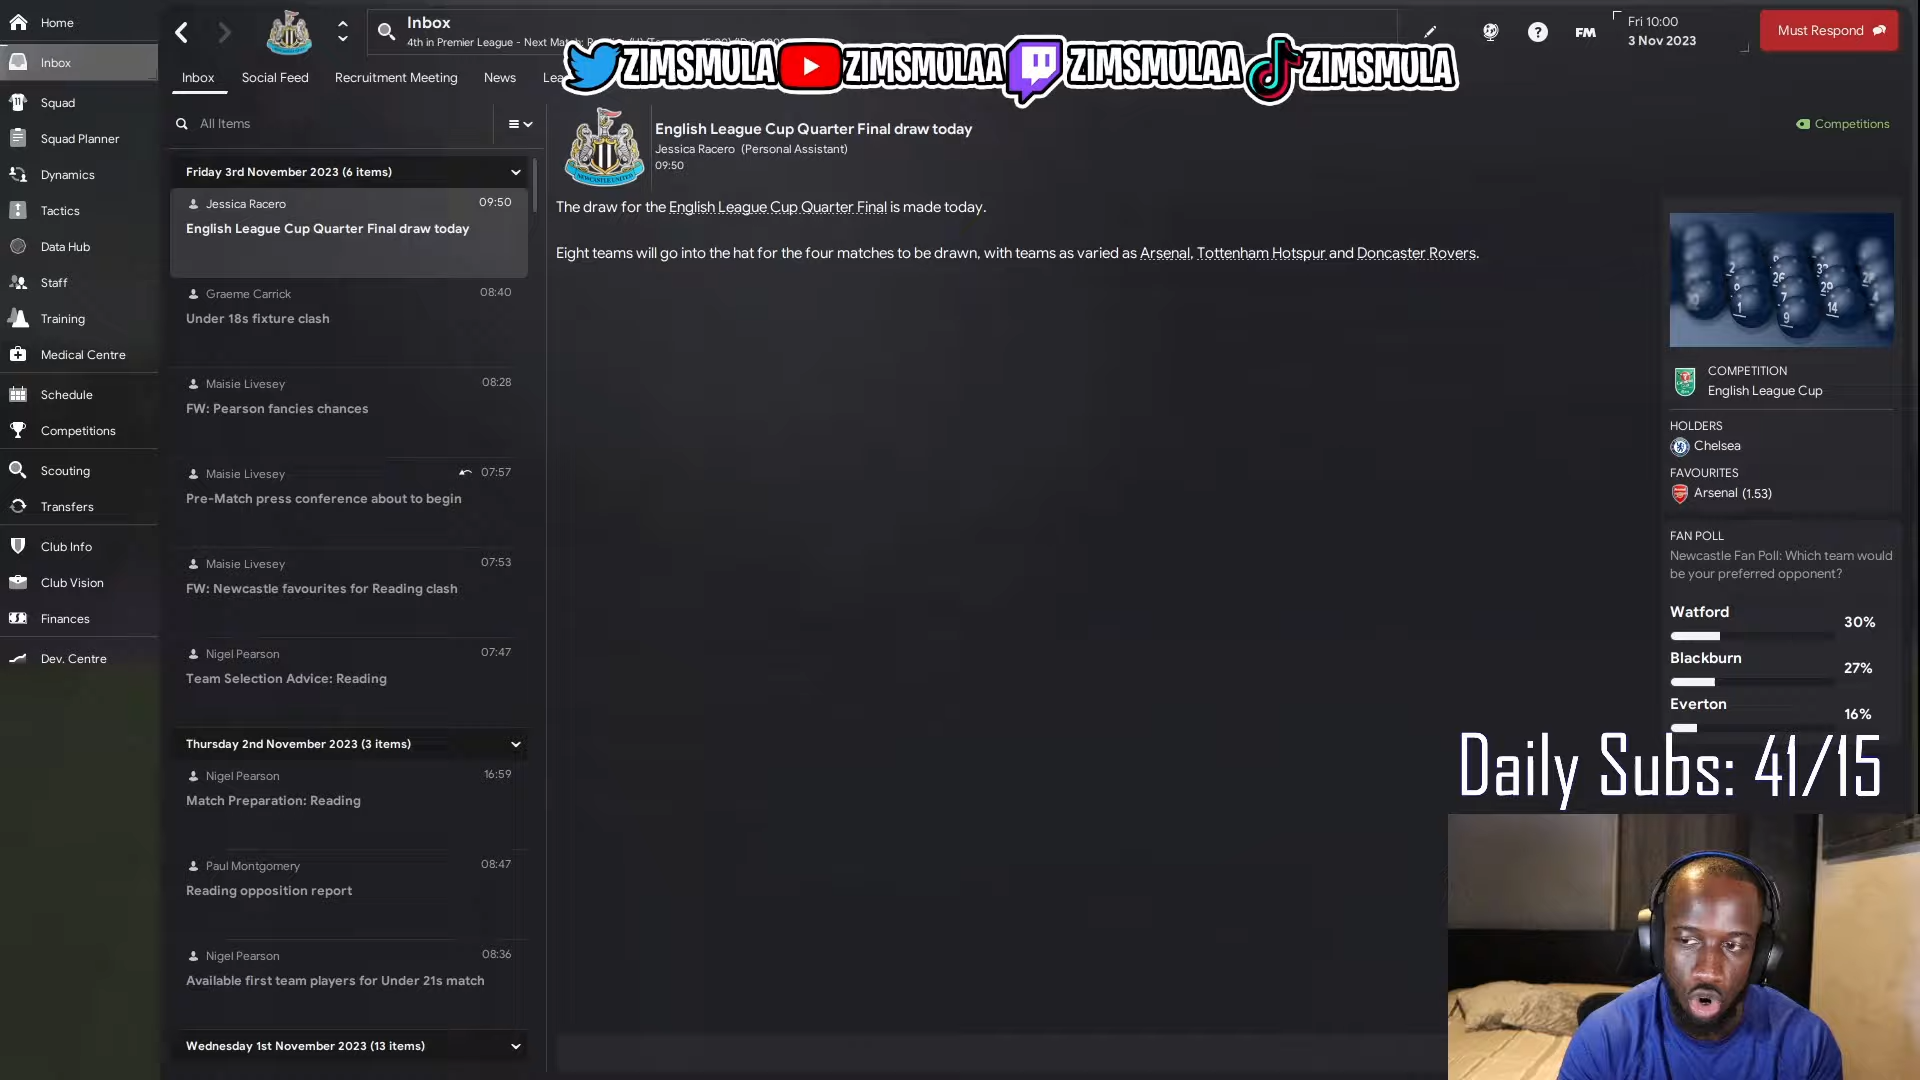 Home
Inbox
Squad
Squad Planner
Dynamics
Tactics
Data Hub
Staff
Training
Medical Centre
Schedule
Competitions
Scouting
Transfers
Club Info
Club Vision
Finances
Dev. Centre
Inbox
4th in Premier League - Next Match:
Fri 10:00
3 Nov 2023
FM
Must Respond
Inbox
Social Feed
Recruitment Meeting
News
ZIMSMULA
ZIMSMULAA
ZIMSMULAA
ZIMSMULA
All Items
Friday 3rd November 2023 (6 items)
Jessica Racero 09:50
English League Cup Quarter Final draw today
Graeme Carrick 08:40
Under 18s fixture clash
Maisie Livesey 08:28
FW: Pearson fancies chances
Maisie Livesey 07:57
Pre-Match press conference about to begin
Maisie Livesey 07:53
FW: Newcastle favourites for Reading clash
Nigel Pearson 07:47
Team Selection Advice: Reading
Thursday 2nd November 2023 (3 items)
Nigel Pearson 16:59
Match Preparation: Reading
Paul Montgomery 08:47
Reading opposition report
Nigel Pearson 08:36
Available first team players for Under 21s match
Wednesday 1st November 2023 (13 items)
NEWCASTLE UNITED
English League Cup Quarter Final draw today
Jessica Racero (Personal Assistant)
09:50
Competitions
The draw for the English League Cup Quarter Final is made today.
Eight teams will go into the hat for the four matches to be drawn, with teams as varied as Arsenal, Tottenham Hotspur and Doncaster Rovers.
COMPETITION
English League Cup
HOLDERS
Chelsea
FAVOURITES
Arsenal (1.53)
FAN POLL
Newcastle Fan Poll: Which team would
be your preferred opponent?
Watford 30%
Blackburn 27%
Everton 16%
Daily Subs: 41/15